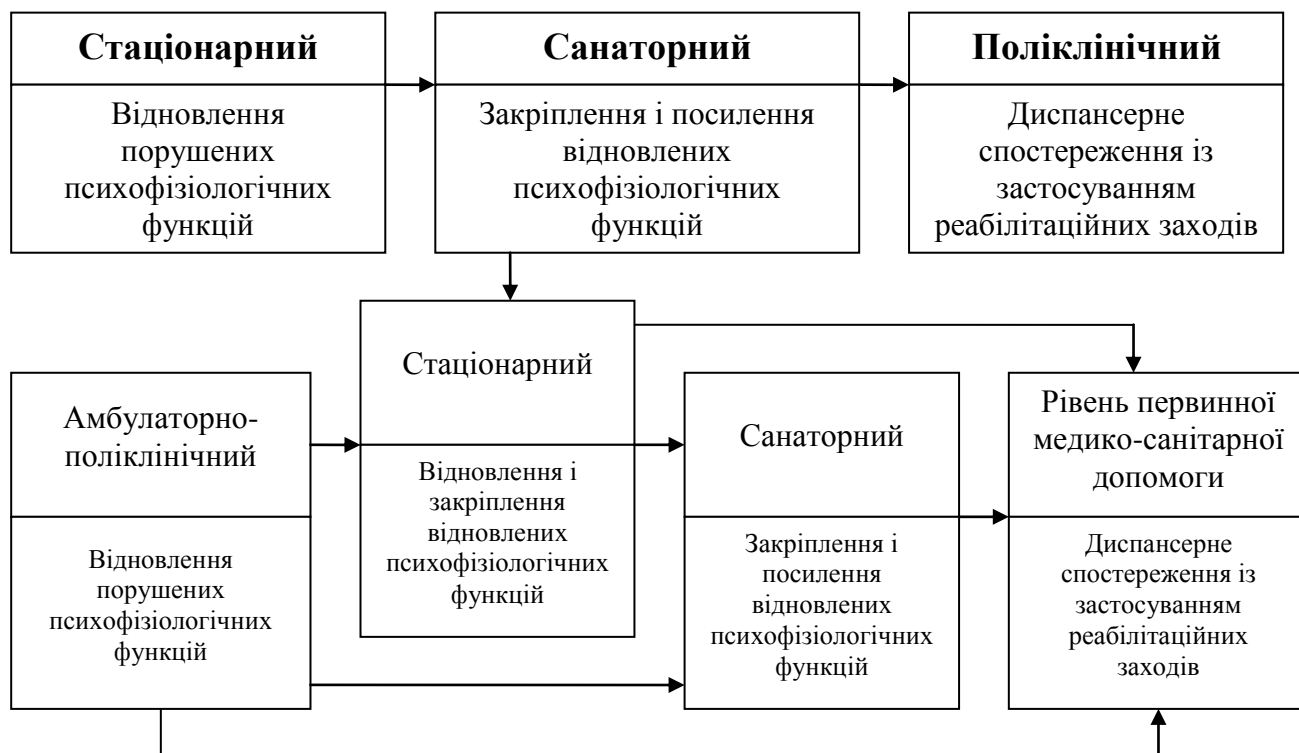 Стаціонарний
Відновлення
порушених
психофізіологічних
функцій
Санаторний
Закріплення і посилення
відновлених
психофізіологічних
функцій
Поліклінічний
Диспансерне
спостереження із
застосуванням
реабілітаційних заходів
Амбулаторно-
поліклінічний
Відновлення
порушених
психофізіологічних
функцій
Стаціонарний
Відновлення і
закріплення
відновлених
психофізіологічних
функцій
Санаторний
Закріплення і
посилення
відновлених
психофізіологічних
функцій
Рівень первинної
медико-санітарної
допомоги
Диспансерне
спостереження із
застосуванням
реабілітаційних
заходів